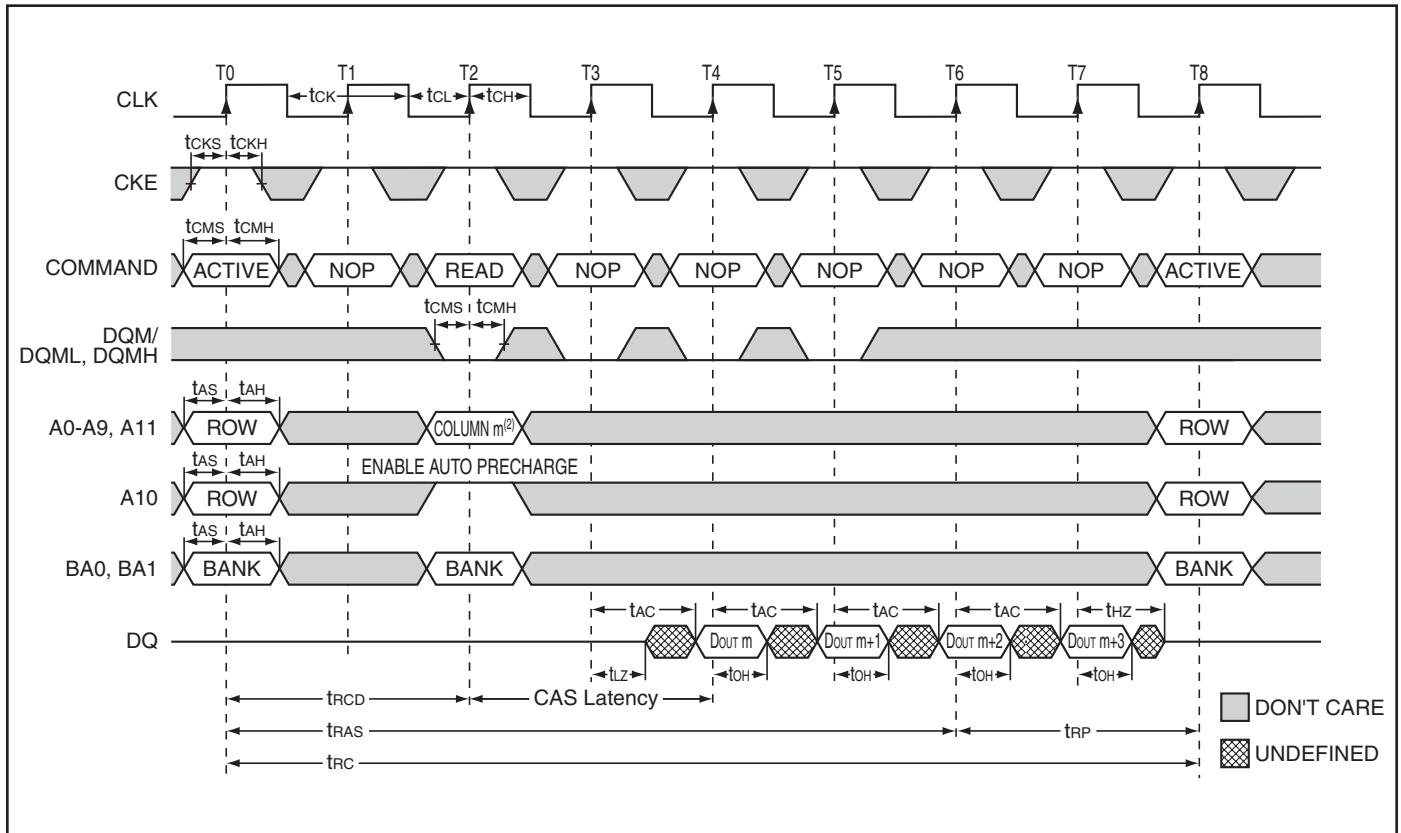 T0 T1 T2 T3 T4 T5 T6 T7 T8
CLK tCK tCL tCH
tCKS tCKH
CKE
tCMS tCMH
COMMAND ACTIVE NOP READ NOP NOP NOP NOP NOP ACTIVE
tCMS tCMH
DQM/
DQML, DQMH
tAS tAH
A0-A9, A11 ROW COLUMN m(2) ROW
tAS tAH ENABLE AUTO PRECHARGE
A10 ROW ROW
tAS tAH
BA0, BA1 BANK BANK BANK
tAC tAC tAC tAC tHZ
DQ DOUT m DOUT m+1 DOUT m+2 DOUT m+3
tLZ tOH tOH tOH tOH
tRCD CAS Latency
DON'T CARE
tRAS tRP
UNDEFINED
tRC